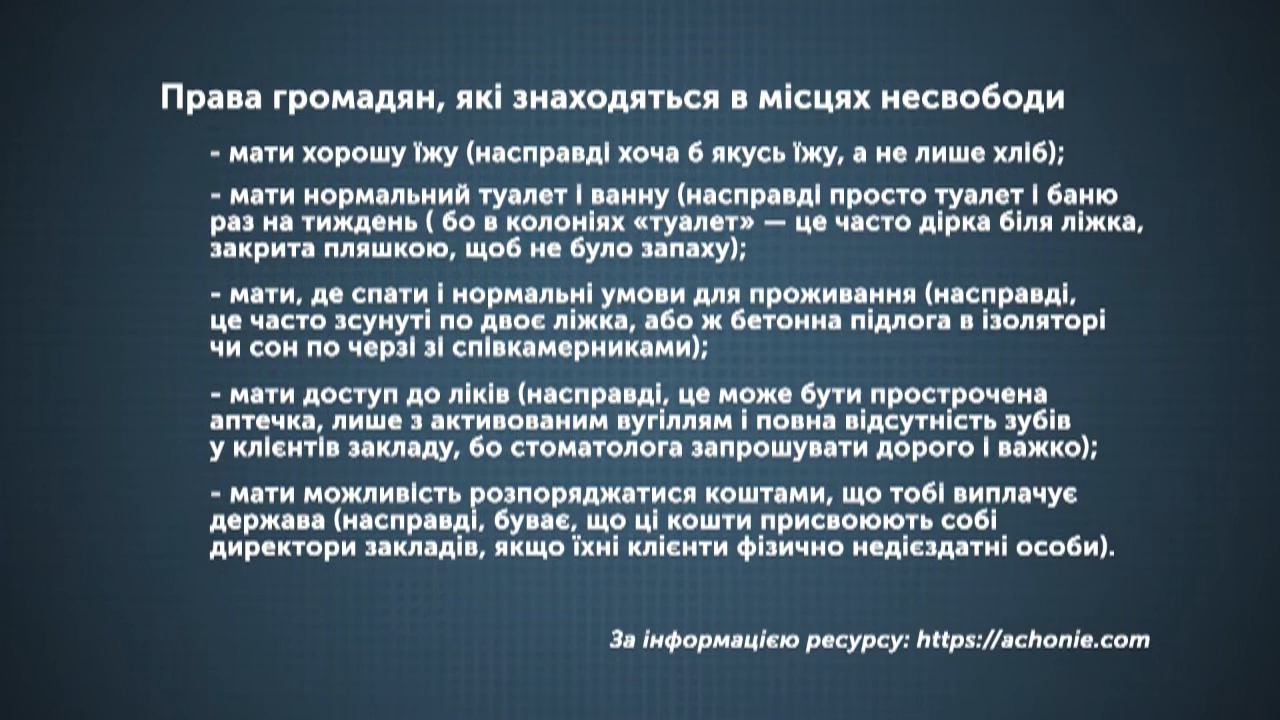 Права громадян, які знаходяться в місцях несвободи
- мати хорошу їжу (насправді хоча б якусь їжу, а не лише хліб);
- мати нормальний туалет і ванну (насправді просто туалет і баню
раз на тиждень ( бо в колоніях «туалет» — це часто дірка біля ліжка,
закрита пляшкою, щоб не було запаху);
- мати, де спати і нормальні умови для проживання (насправді,
це часто зсунуті по двоє ліжка, або ж бетонна підлога в ізоляторі
чи сон по черзі зі співкамерниками);
- мати доступ до ліків (насправді, це може бути прострочена
аптечка, лише з активованим вугіллям і повна відсутність зубів
у клієнтів закладу, бо стоматолога запрошувати дорого і важко);
- мати можливість розпоряджатися коштами, що тобі виплачує
держава (насправді, буває, що ці кошти присвоюють собі
директори закладів, якщо їхні клієнти фізично недієздатні особи).
За інформацією ресурсу: https://achonie.com